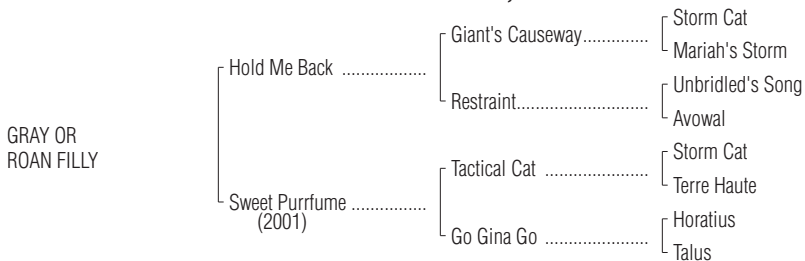 Storm Cat
Giant's Causeway..............
Mariah's Storm
Hold Me Back ..................
Unbridled's Song
Restraint.......................
Avowal
GRAY OR
ROAN FILLY
Storm Cat
Tactical Cat ......................
Terre Haute
Sweet Purrfume ................
(2001)
Horatius
Go Gina Go ......................
Talus